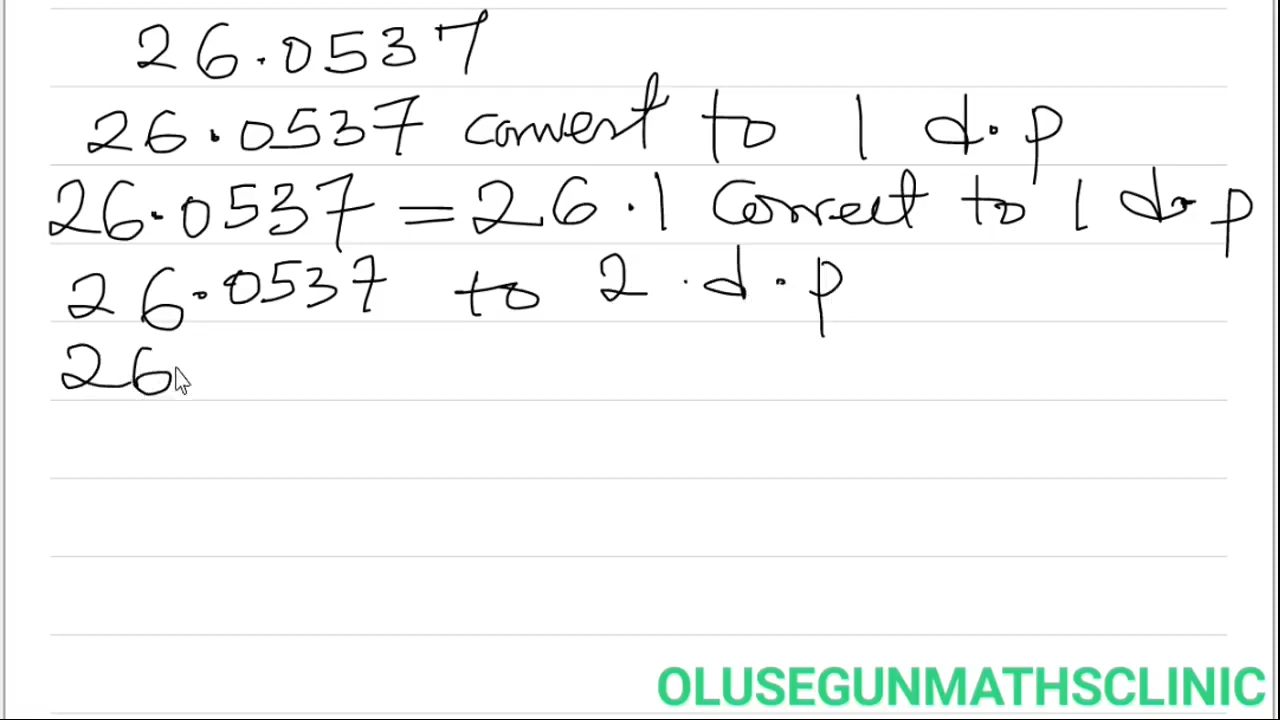 26.0537
26.0537 convert to 1 d.p
26.0537 = 26.1 Correct to 1 d.p
26.0537 to 2.d.p
26
OLUSEGUNMATHSCLINIC